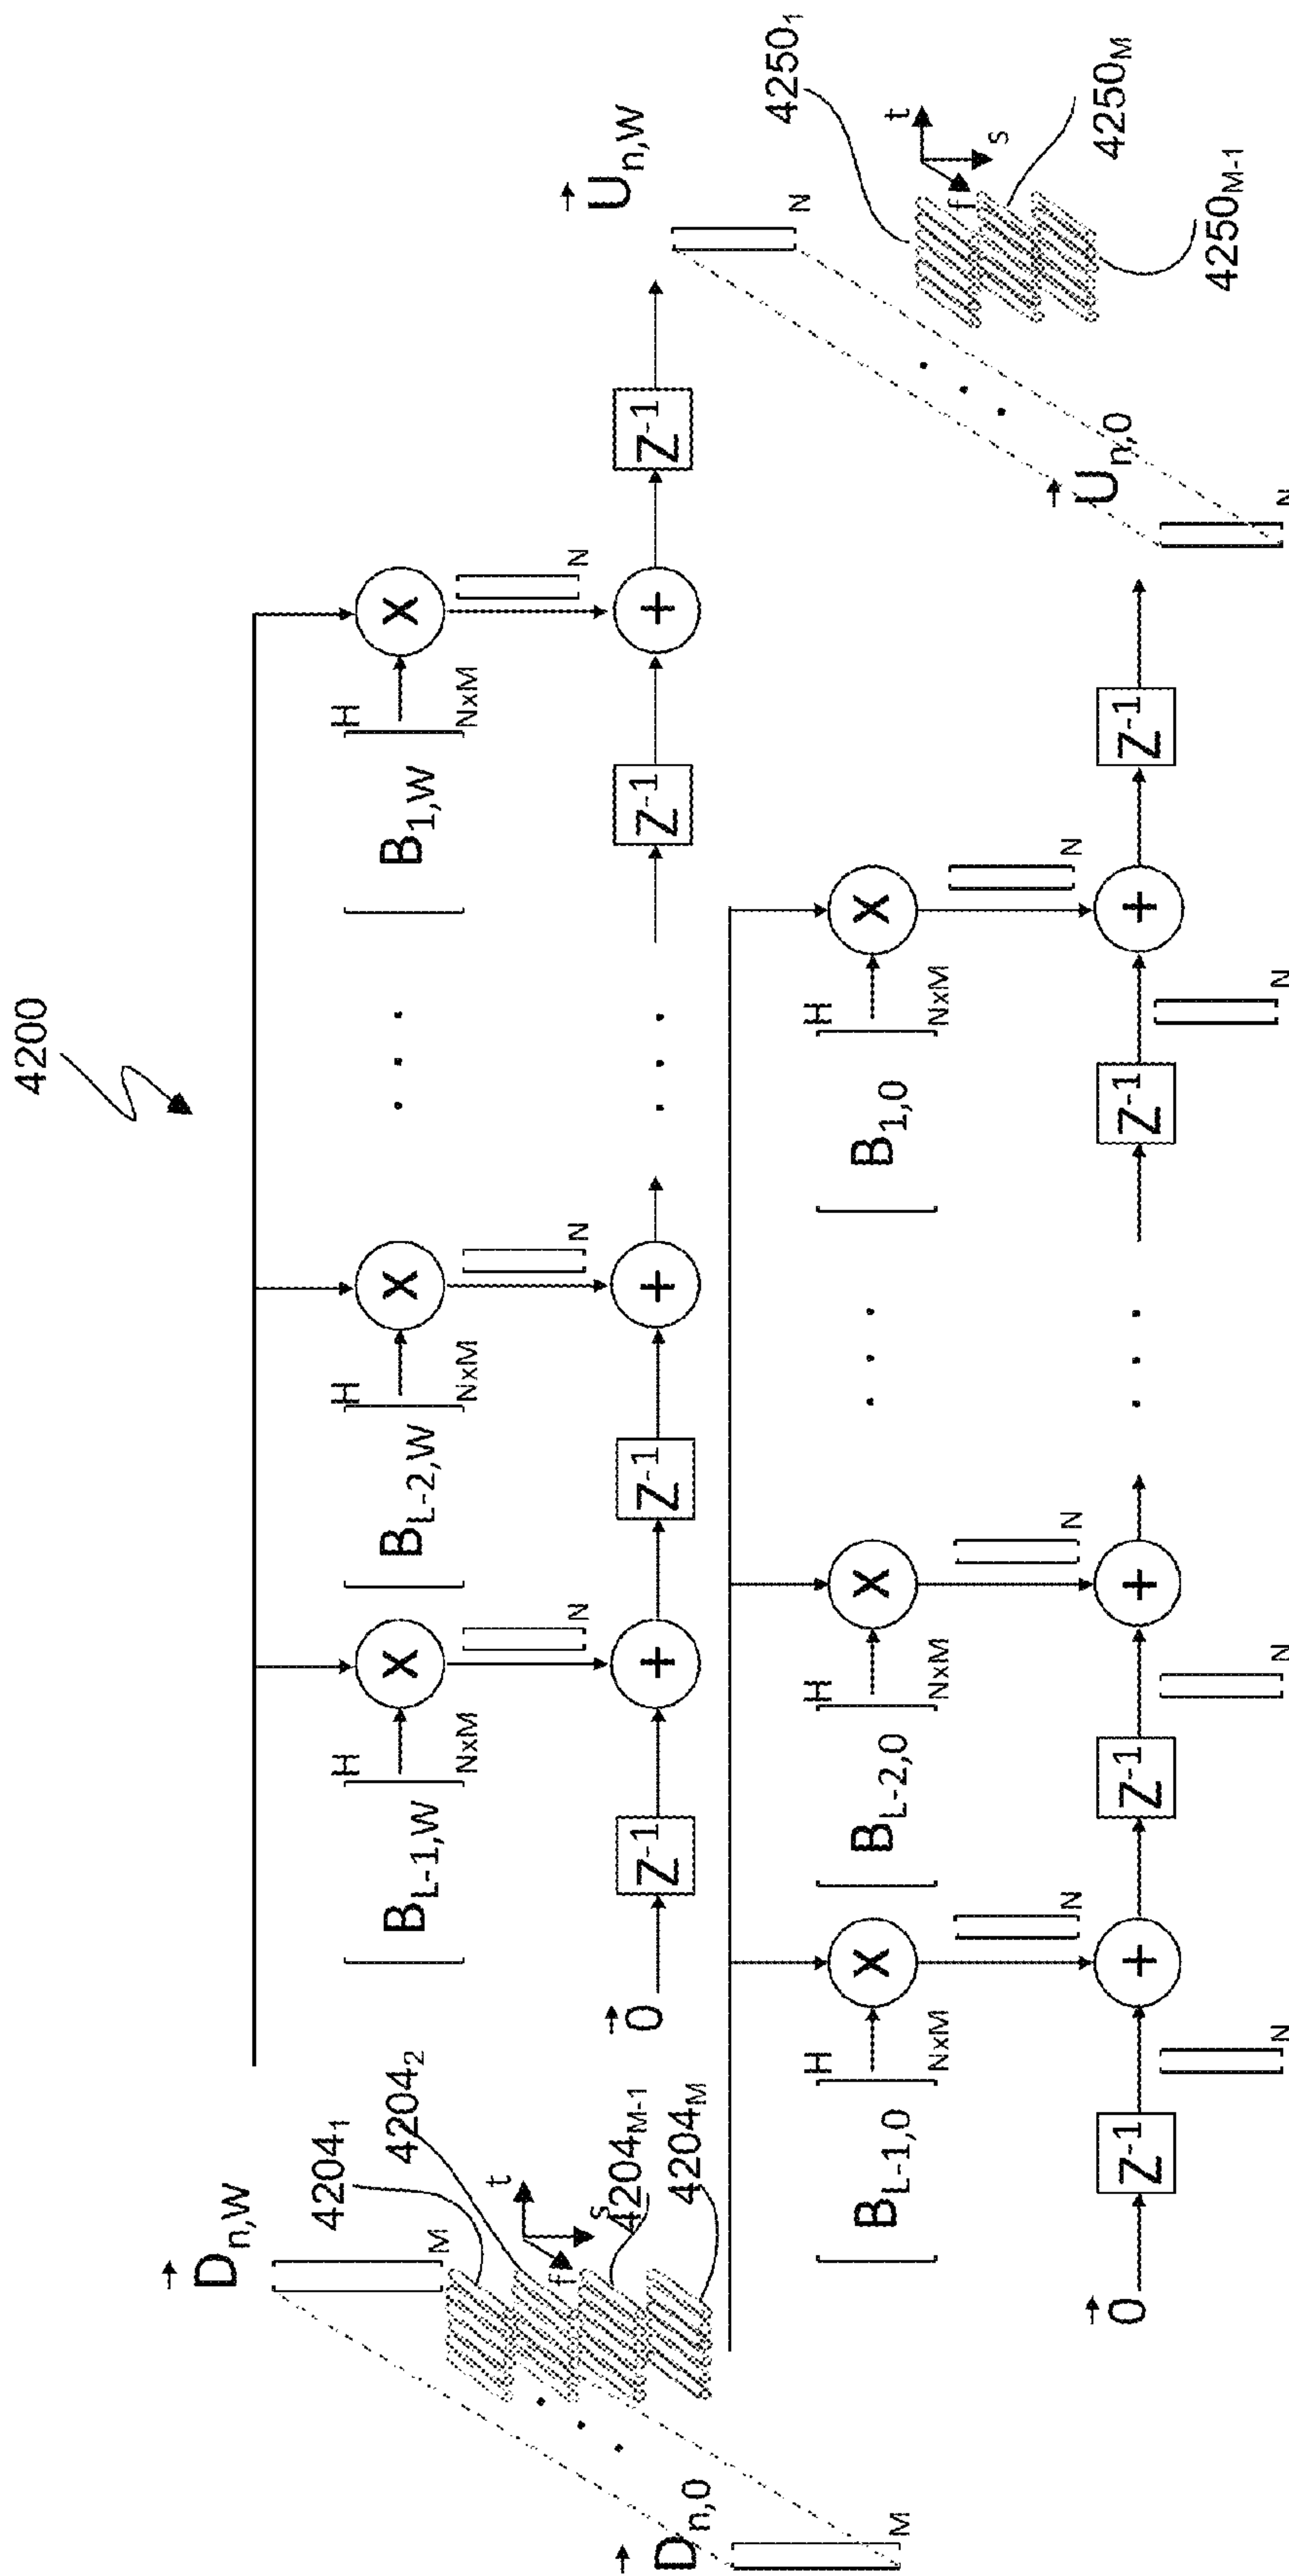 4200
D⃗n,W
M
4204₁
4204₂
4204M-1
4204M
t
s
f
D⃗n,0
M
[ B L-1,W ] H NxM
X
N
[ B L-2,W ] H NxM
X
N
. . .
[ B 1,W ] H NxM
X
N
0⃗
Z⁻¹
+
Z⁻¹
+
. . .
Z⁻¹
+
Z⁻¹
U⃗n,W
N
[ B L-1,0 ] H NxM
X
N
[ B L-2,0 ] H NxM
X
N
. . .
[ B 1,0 ] H NxM
X
N
0⃗
Z⁻¹
N
+
Z⁻¹
N
+
. . .
Z⁻¹
N
+
Z⁻¹
U⃗n,0
N
4250₁
4250M
4250M-1
t
s
f